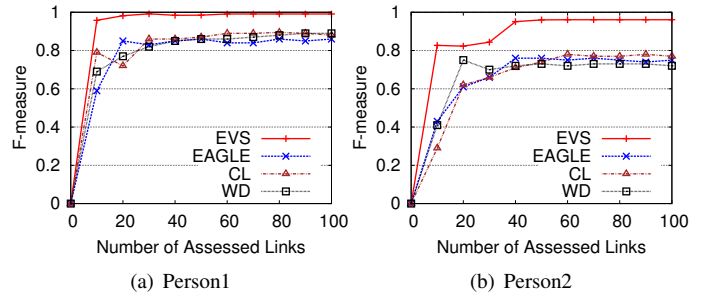 F-measure
1
0.8
0.6
0.4
0.2
0
EVS
EAGLE
CL
WD
0 20 40 60 80 100
Number of Assessed Links
(a) Person1
F-measure
1
0.8
0.6
0.4
0.2
0
EVS
EAGLE
CL
WD
0 20 40 60 80 100
Number of Assessed Links
(b) Person2